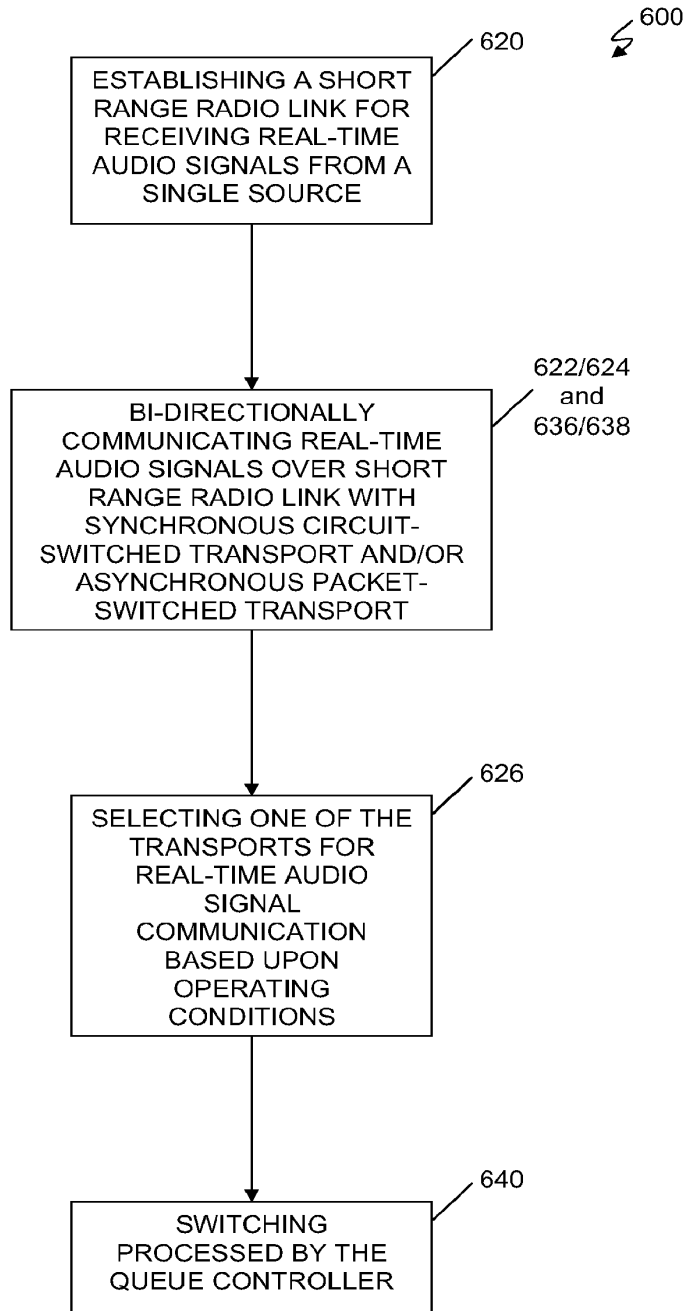 600
620
ESTABLISHING A SHORT
RANGE RADIO LINK FOR
RECEIVING REAL-TIME
AUDIO SIGNALS FROM A
SINGLE SOURCE
622/624
and
636/638
BI-DIRECTIONALLY
COMMUNICATING REAL-TIME
AUDIO SIGNALS OVER SHORT
RANGE RADIO LINK WITH
SYNCHRONOUS CIRCUIT-
SWITCHED TRANSPORT AND/OR
ASYNCHRONOUS PACKET-
SWITCHED TRANSPORT
626
SELECTING ONE OF THE
TRANSPORTS FOR
REAL-TIME AUDIO
SIGNAL
COMMUNICATION
BASED UPON
OPERATING
CONDITIONS
640
SWITCHING
PROCESSED BY THE
QUEUE CONTROLLER